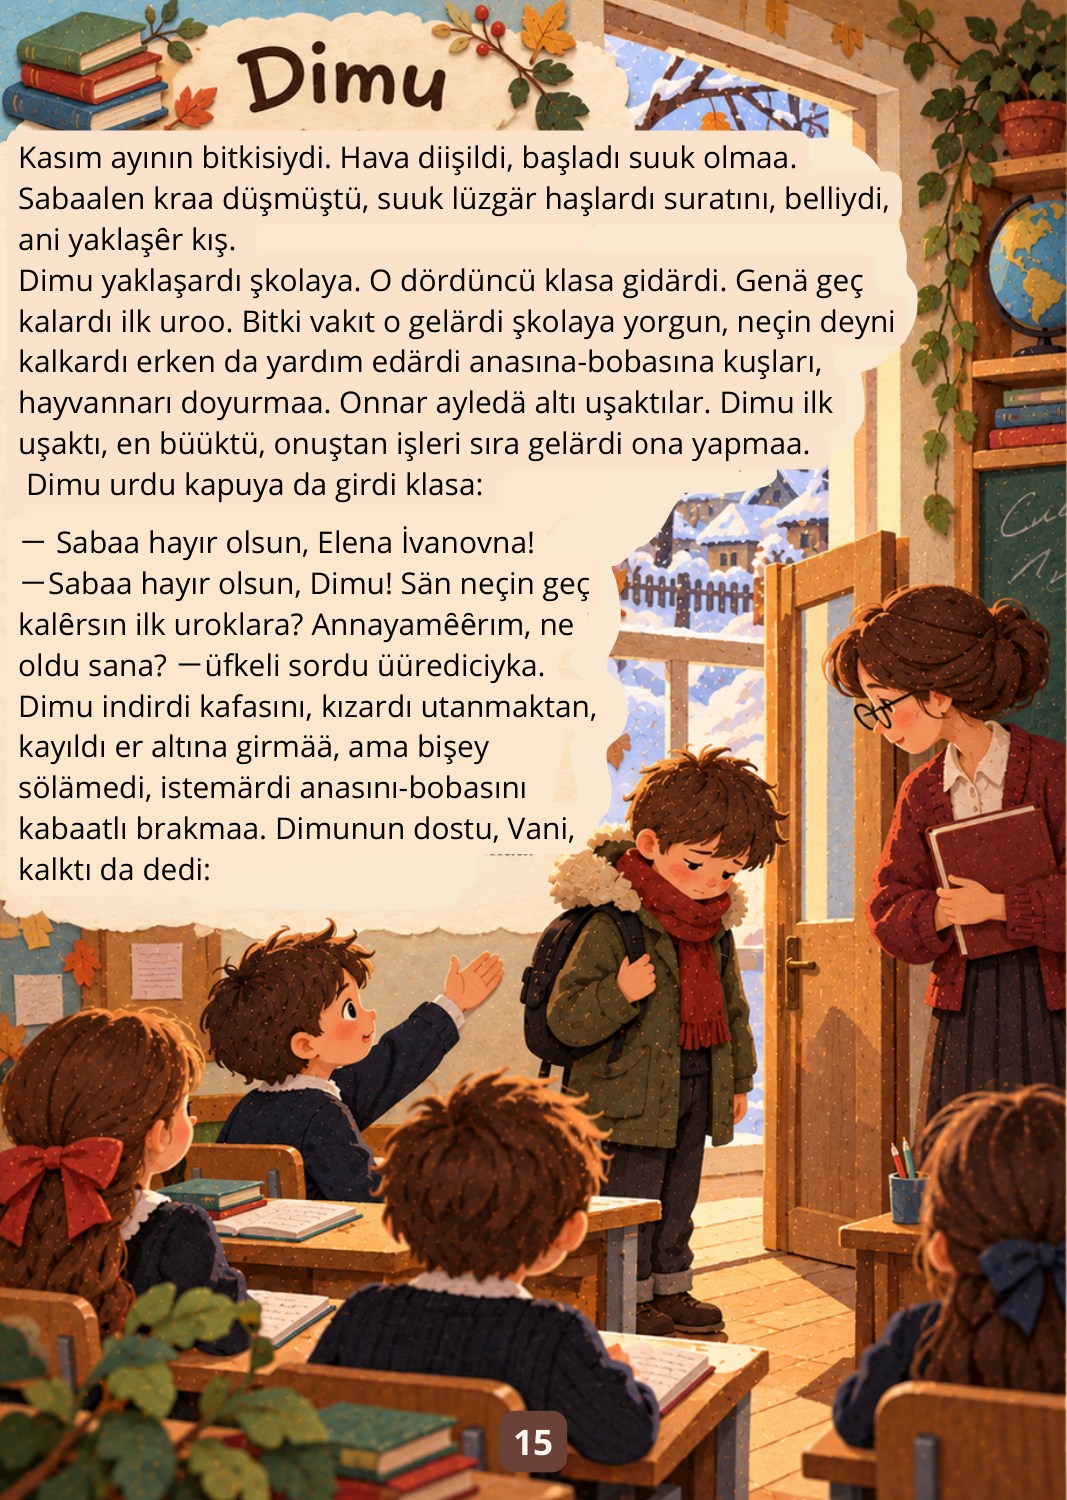 Dimu
Kasım ayının bitkisiydi. Hava diişildi, başladı suuk olmaa.
Sabaalen kraa düşmüştü, suuk lüzgär haşlardı suratını, belliydi,
ani yaklaşêr kış.
Dimu yaklaşardı şkolaya. O dördüncü klasa gidärdi. Genä geç
kalardı ilk uroo. Bitki vakıt o gelärdi şkolaya yorgun, neçin deyni
kalkardı erken da yardım edärdi anasına-bobasına kuşları,
hayvannarı doyurmaa. Onnar ayledä altı uşaktılar. Dimu ilk
uşaktı, en büüktü, onuştan işleri sıra gelärdi ona yapmaa.
Dimu urdu kapuya da girdi klasa:
— Sabaa hayır olsun, Elena İvanovna!
—Sabaa hayır olsun, Dimu! Sän neçin geç
kalêrsın ilk uroklara? Annayamêêrım, ne
oldu sana? —üfkeli sordu üürediciyka.
Dimu indirdi kafasını, kızardı utanmaktan,
kayıldı er altına girmää, ama bişey
sölämedi, istemärdi anasını-bobasını
kabaatlı brakmaa. Dimunun dostu, Vani,
kalktı da dedi:
15